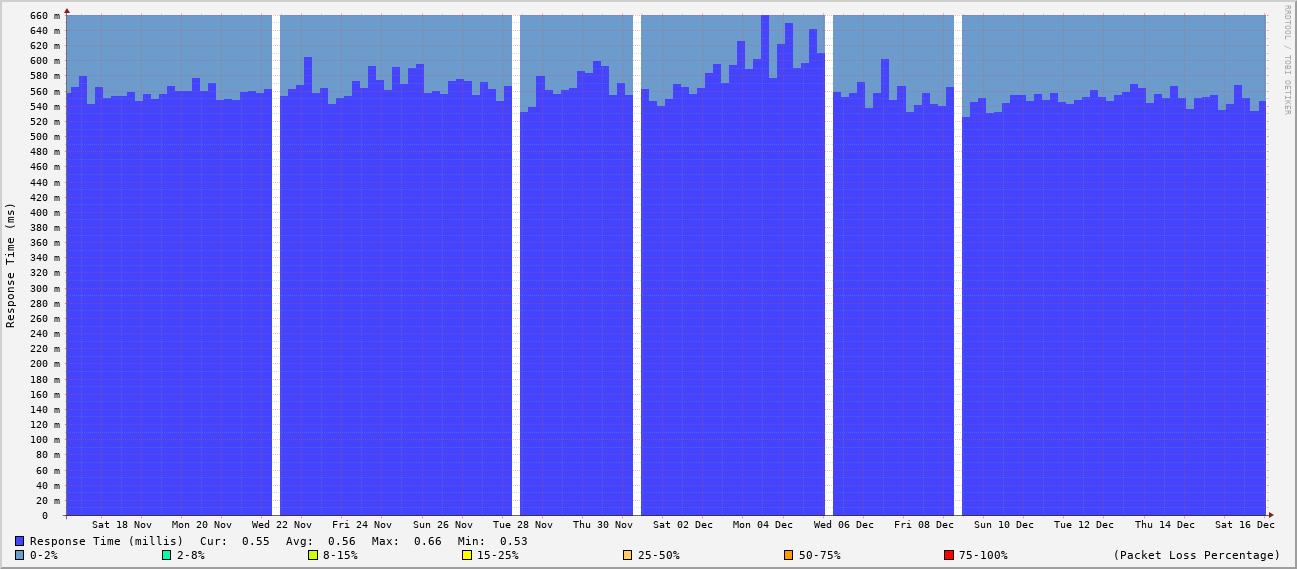 660 m
640 m
620 m
600 m
580 m
560 m
540 m
520 m
500 m
480 m
460 m
440 m
420 m
400 m
380 m
360 m
340 m
320 m
300 m
280 m
260 m
240 m
220 m
200 m
180 m
160 m
140 m
120 m
100 m
80 m
60 m
40 m
20 m
0
Response Time (ms)
RRDTOOL / TOBI OETIKER
Sat 18 Nov Mon 20 Nov Wed 22 Nov Fri 24 Nov Sun 26 Nov Tue 28 Nov Thu 30 Nov Sat 02 Dec Mon 04 Dec Wed 06 Dec Fri 08 Dec Sun 10 Dec Tue 12 Dec Thu 14 Dec Sat 16 Dec
Response Time (millis) Cur: 0.55 Avg: 0.56 Max: 0.66 Min: 0.53
0-2% 2-8% 8-15% 15-25% 25-50% 50-75% 75-100% (Packet Loss Percentage)